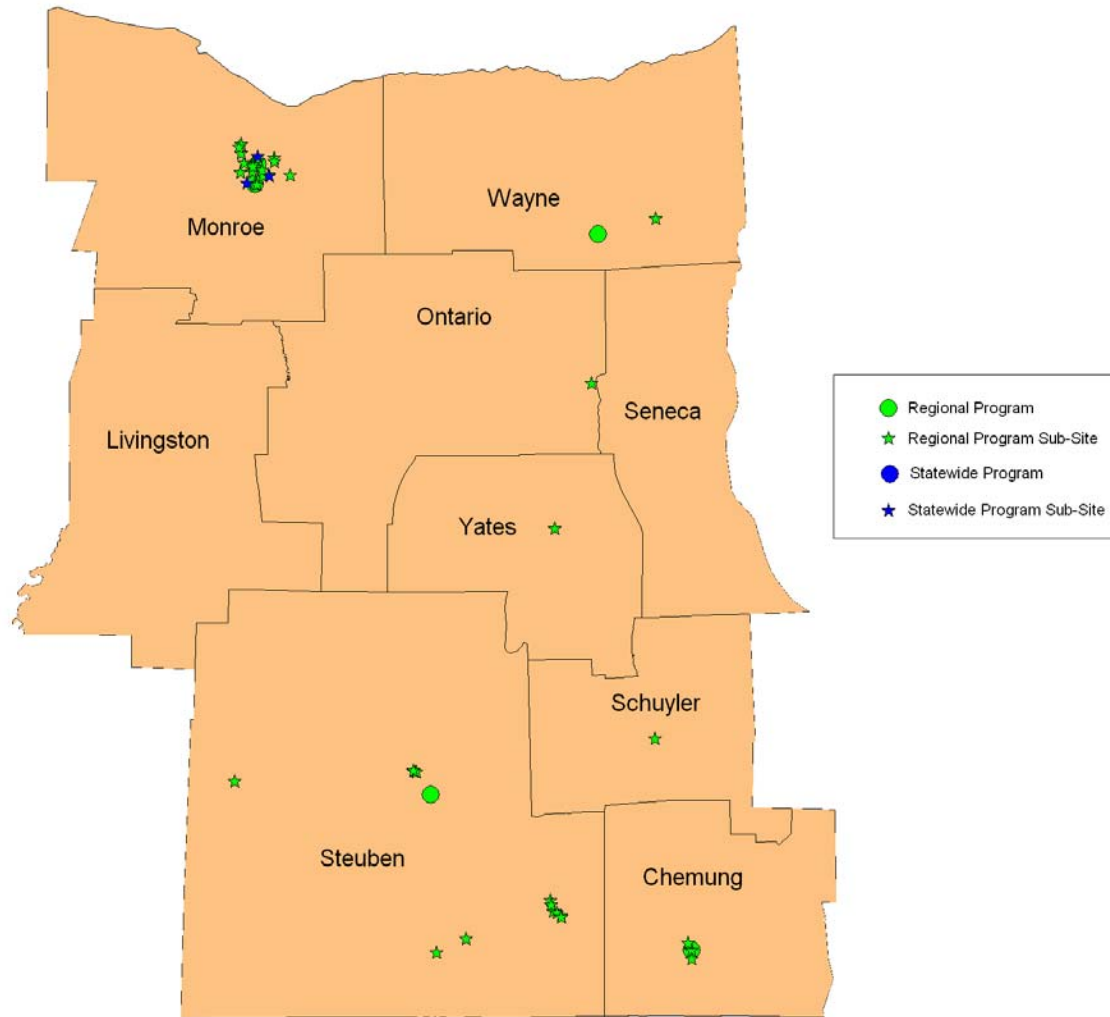 Wayne
Monroe
Ontario
Seneca
Livingston
Yates
Schuyler
Steuben
Chemung
Regional Program
Regional Program Sub-Site
Statewide Program
Statewide Program Sub-Site